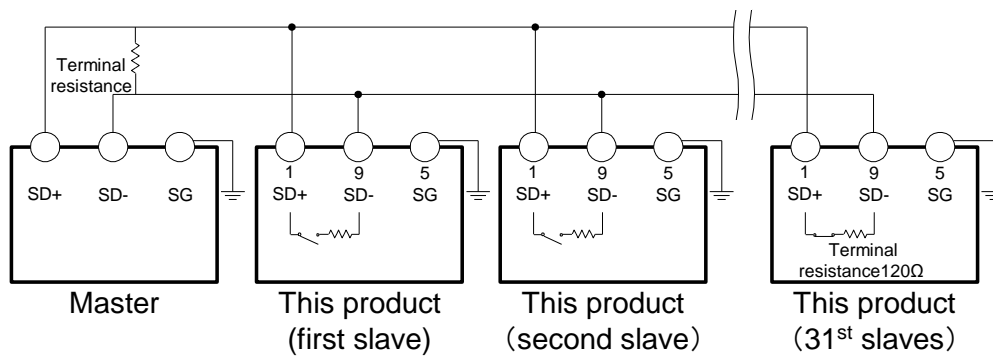 Terminal
resistance
1 9 5 1 9 5 1 9 5
SD+ SD- SG SD+ SD- SG SD+ SD- SG SD+ SD- SG
Terminal
resistance120Ω
Master This product This product This product
(first slave) （second slave） （31st slaves）